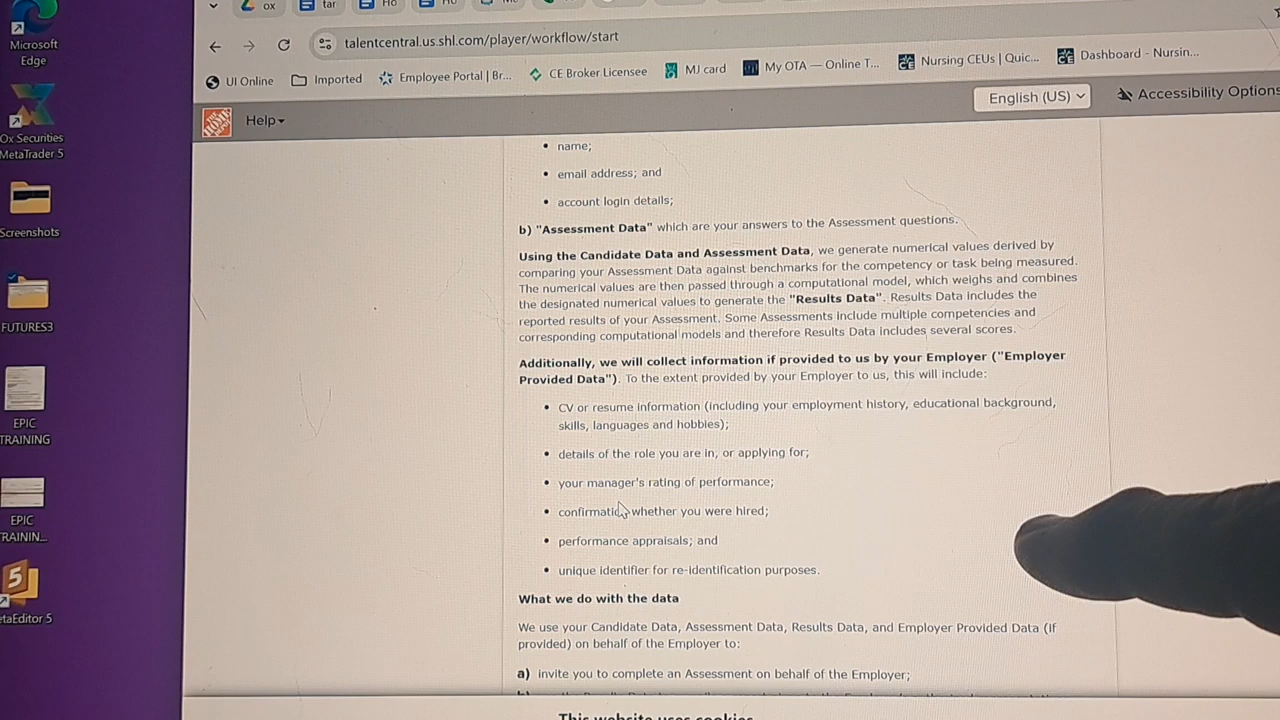 ox
tar
talentcentral.us.shl.com/player/workflow/start
UI Online
Imported
Employee Portal | Br...
CE Broker Licensee
MJ card
My OTA — Online T...
Nursing CEUs | Quic...
Dashboard - Nursin...
Help
English (US)
Accessibility Options
Microsoft
Edge
Ox Securities
MetaTrader 5
Screenshots
FUTURES3
EPIC
TRAINING
EPIC
TRAININ...
5
etaEditor 5
• name;
• email address; and
• account login details;
b) "Assessment Data" which are your answers to the Assessment questions.
Using the Candidate Data and Assessment Data, we generate numerical values derived by
comparing your Assessment Data against benchmarks for the competency or task being measured.
The numerical values are then passed through a computational model, which weighs and combines
the designated numerical values to generate the "Results Data". Results Data includes the
reported results of your Assessment. Some Assessments include multiple competencies and
corresponding computational models and therefore Results Data includes several scores.
Additionally, we will collect information if provided to us by your Employer ("Employer
Provided Data"). To the extent provided by your Employer to us, this will include:
• CV or resume information (including your employment history, educational background,
skills, languages and hobbies);
• details of the role you are in, or applying for;
• your manager's rating of performance;
• confirmation whether you were hired;
• performance appraisals; and
• unique identifier for re-identification purposes.
What we do with the data
We use your Candidate Data, Assessment Data, Results Data, and Employer Provided Data (if
provided) on behalf of the Employer to:
a) invite you to complete an Assessment on behalf of the Employer;
This website uses cookies